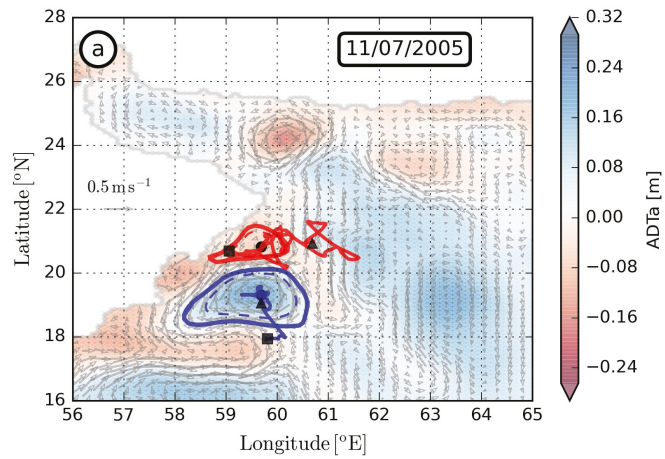 28
26
24
22
20
18
16
Latitude [°N]
a
11/07/2005
0.5 m s⁻¹
56 57 58 59 60 61 62 63 64 65
Longitude [°E]
0.32
0.24
0.16
0.08
0.00
−0.08
−0.16
−0.24
ADTa [m]